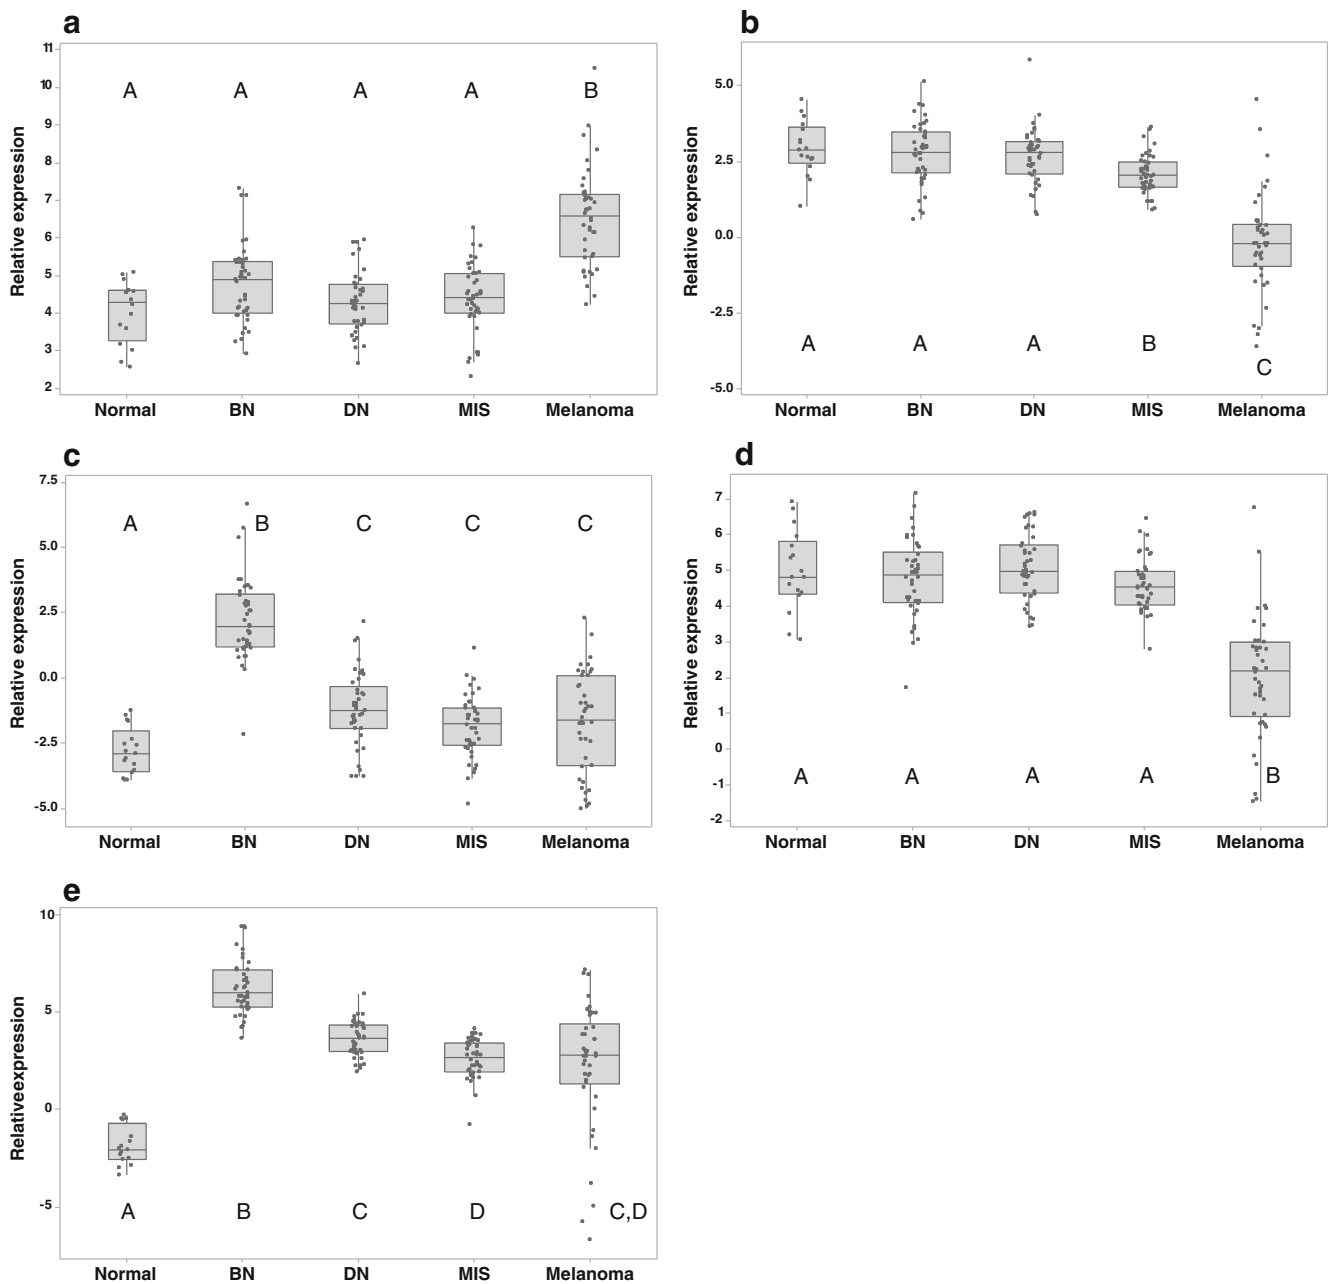 a
11
10
9
8
7
6
5
4
3
2
Relative expression
A A A A B
Normal BN DN MIS Melanoma
b
5.0
2.5
0.0
-2.5
-5.0
Relative expression
A A A B C
Normal BN DN MIS Melanoma
c
7.5
5.0
2.5
0.0
-2.5
-5.0
Relative expression
A B C C C
Normal BN DN MIS Melanoma
d
7
6
5
4
3
2
1
0
-1
-2
Relative expression
A A A A B
Normal BN DN MIS Melanoma
e
10
5
0
-5
Relativeexpression
A B C D C,D
Normal BN DN MIS Melanoma